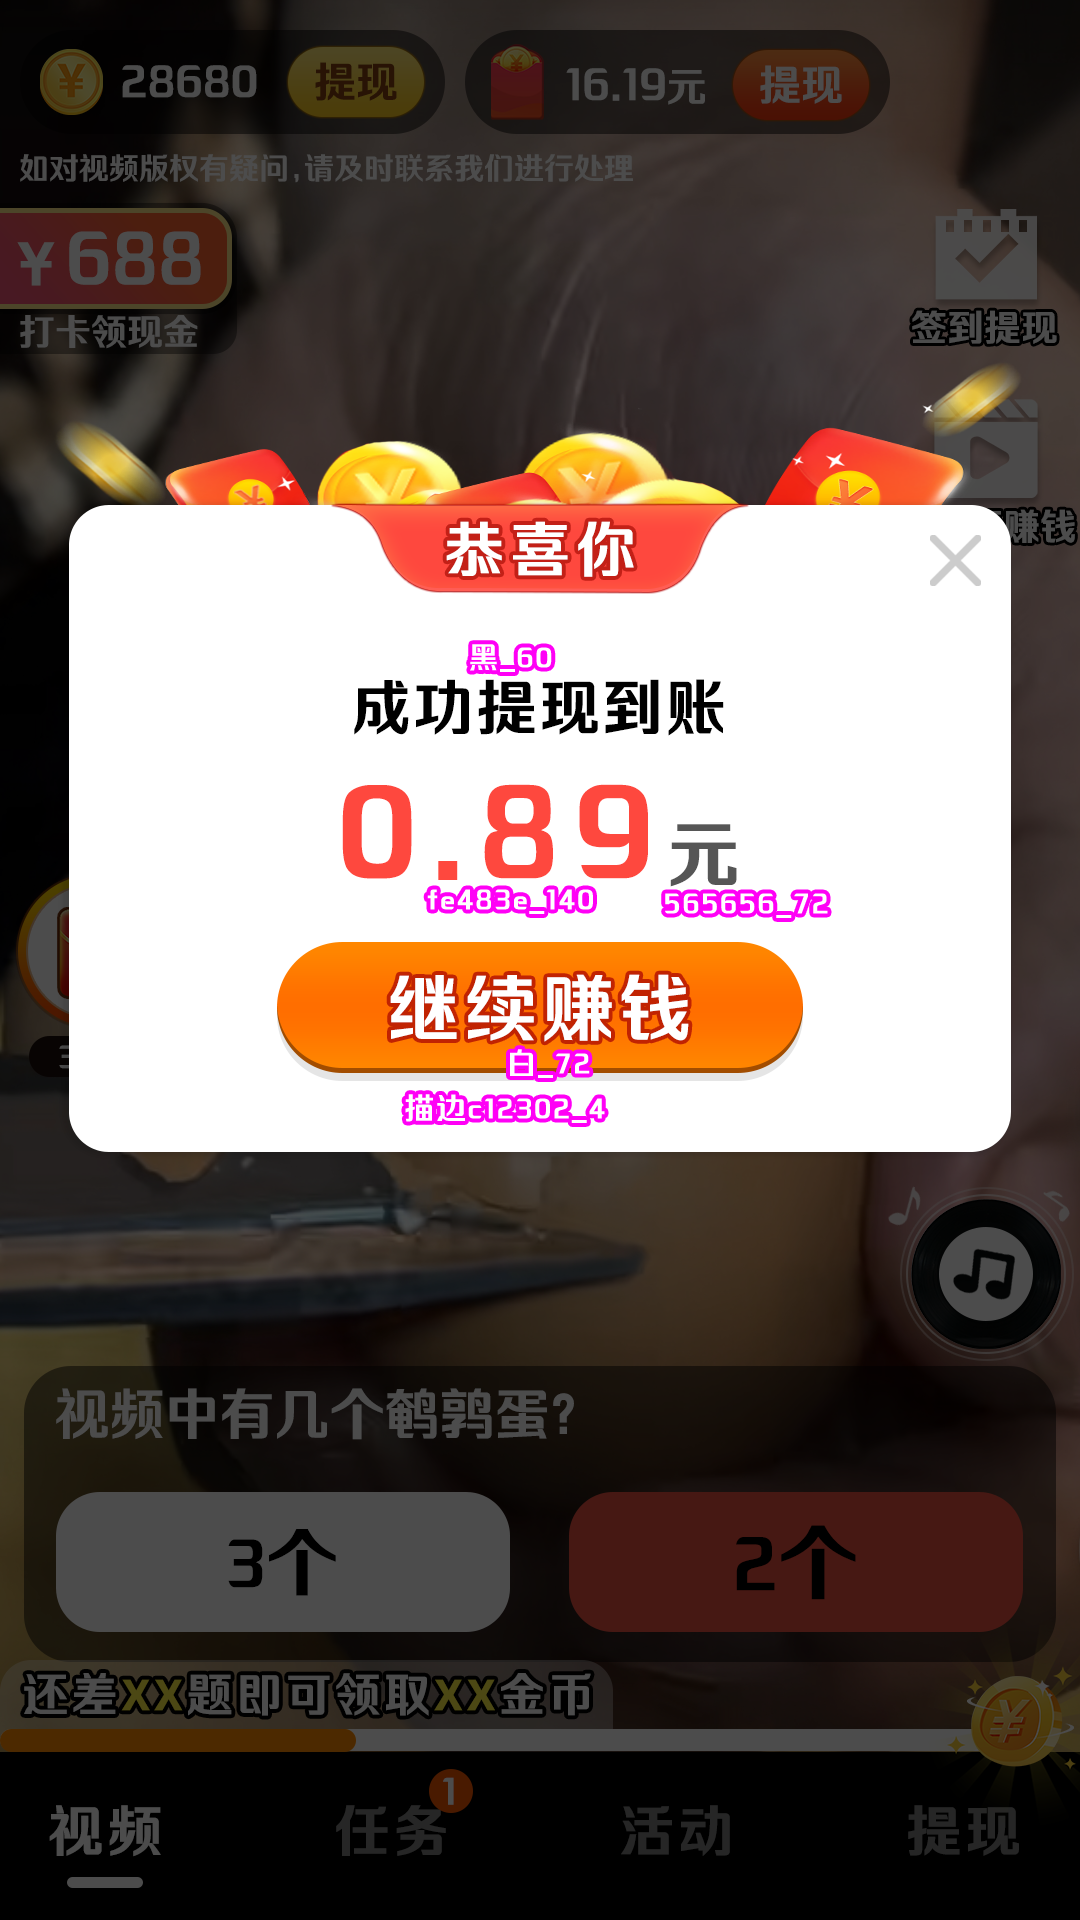 28680 提现 16.19元 提现
如对视频版权有疑问,请及时联系我们进行处理
¥688
打卡领现金
签到提现
赚钱
恭喜你
黑_60
成功提现到账
0.89元
fe483e_140 565656_72
继续赚钱
白_72
描边c12302_4
视频中有几个鹌鹑蛋?
3个 2个
还差XX题即可领取XX金币
1
视频 任务 活动 提现